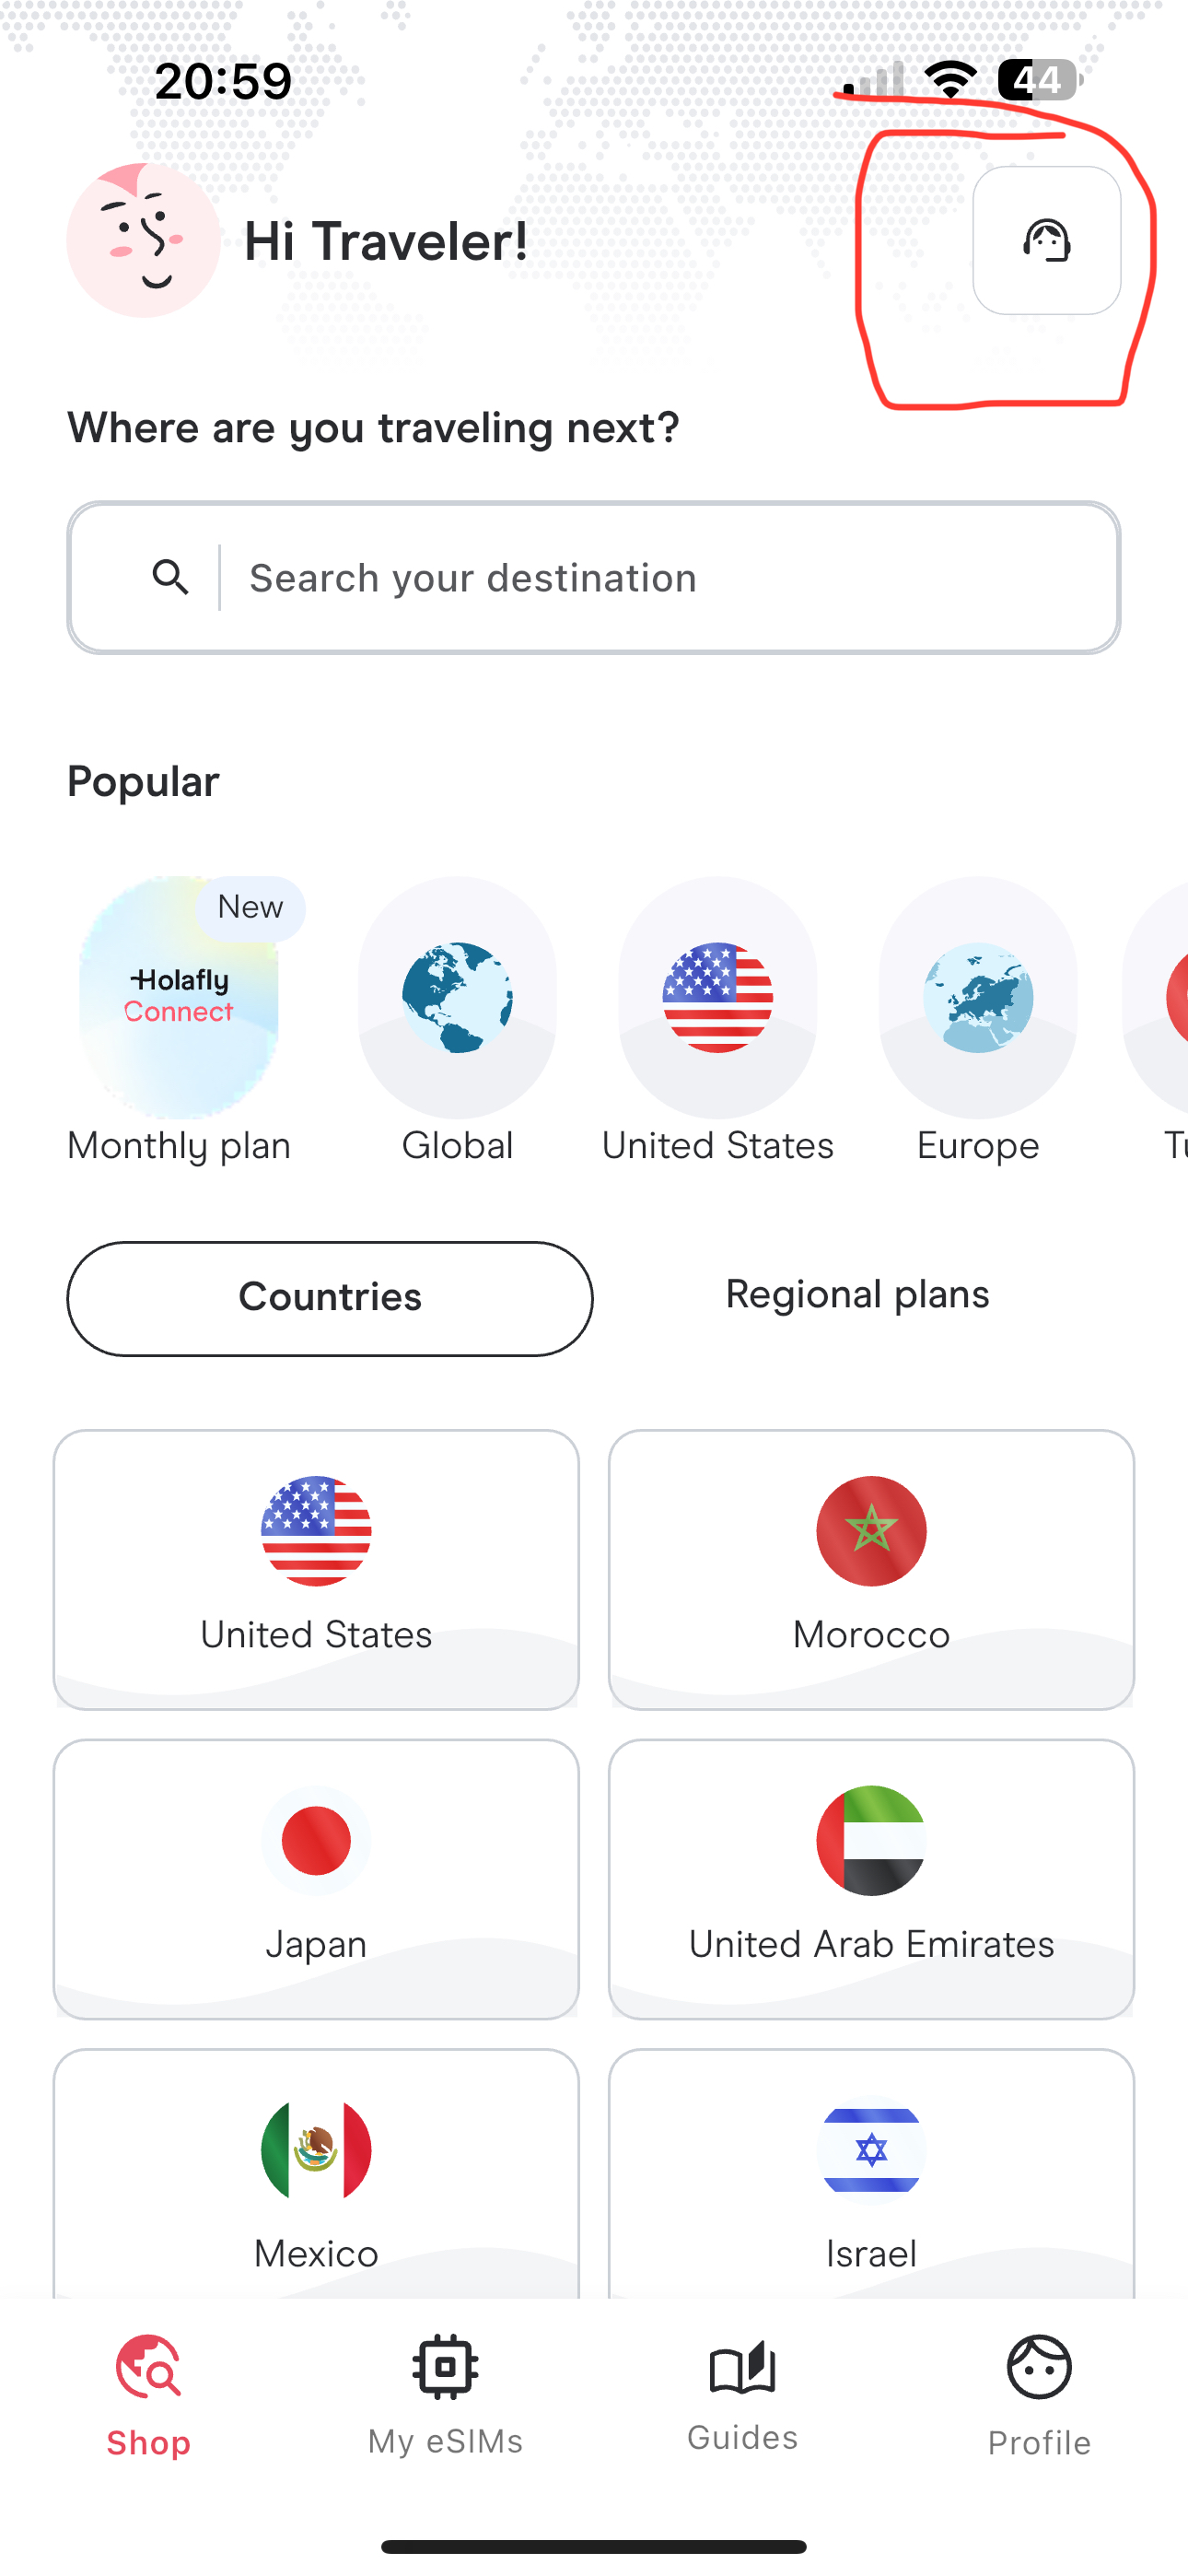 20:59
44
Hi Traveler!
Where are you traveling next?
Search your destination
Popular
New
Holafly
Connect
Monthly plan
Global
United States
Europe
Countries
Regional plans
United States
Morocco
Japan
United Arab Emirates
Mexico
Israel
Shop
My eSIMs
Guides
Profile